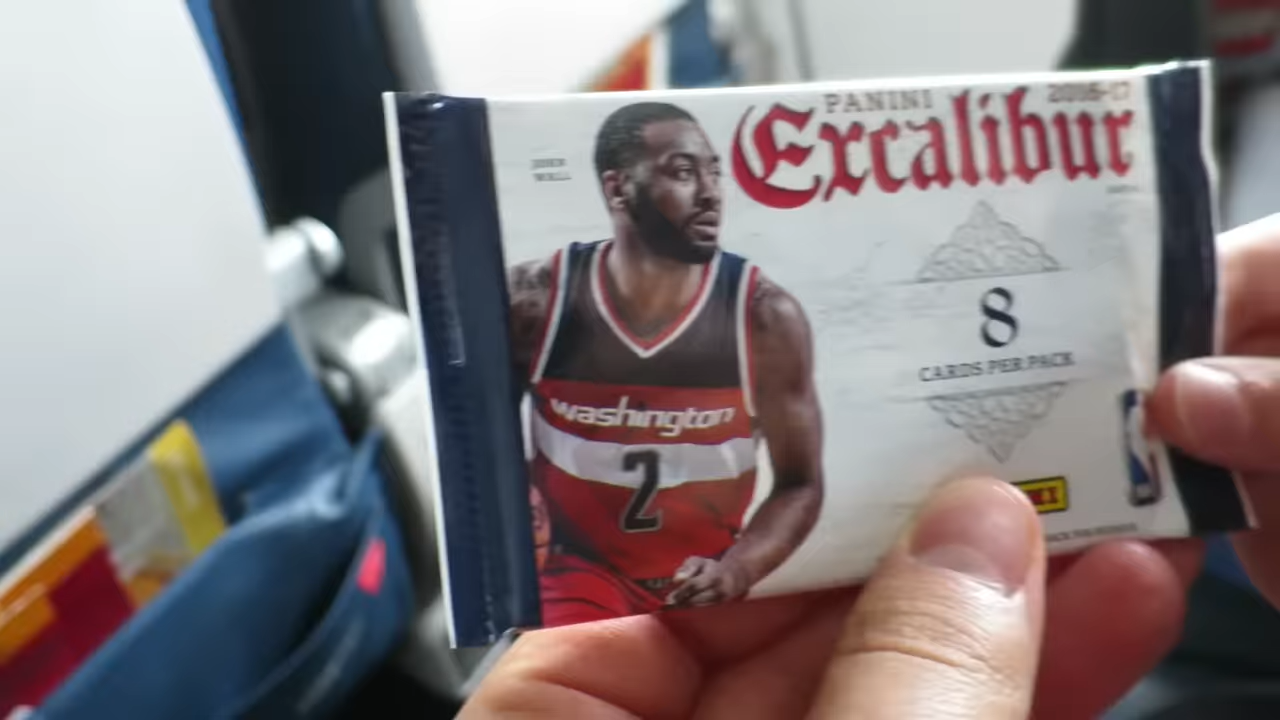 PANINI 2016-17
Excalibur
JOHN
WALL
8
CARDS PER PACK
washington
2